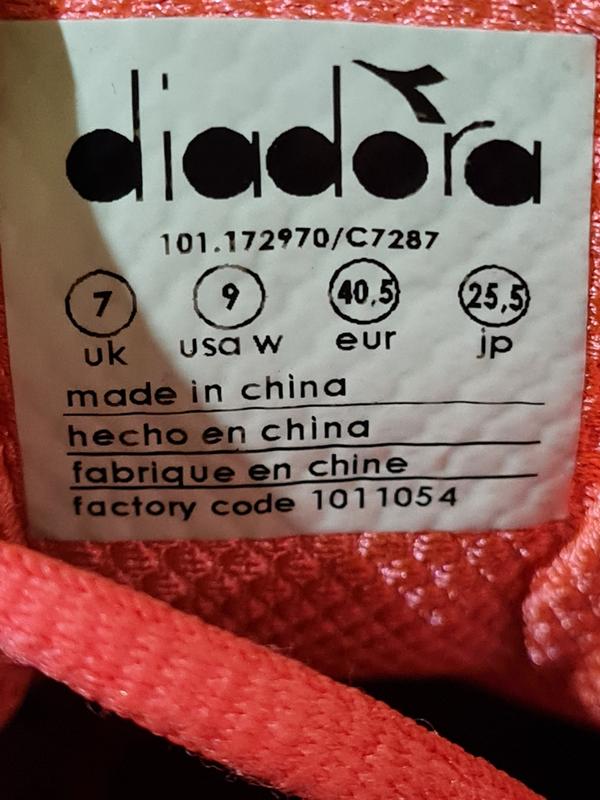 diadora
101.172970/C7287
7 9 40,5 25,5
uk usa w eur jp
made in china
hecho en china
fabrique en chine
factory code 1011054